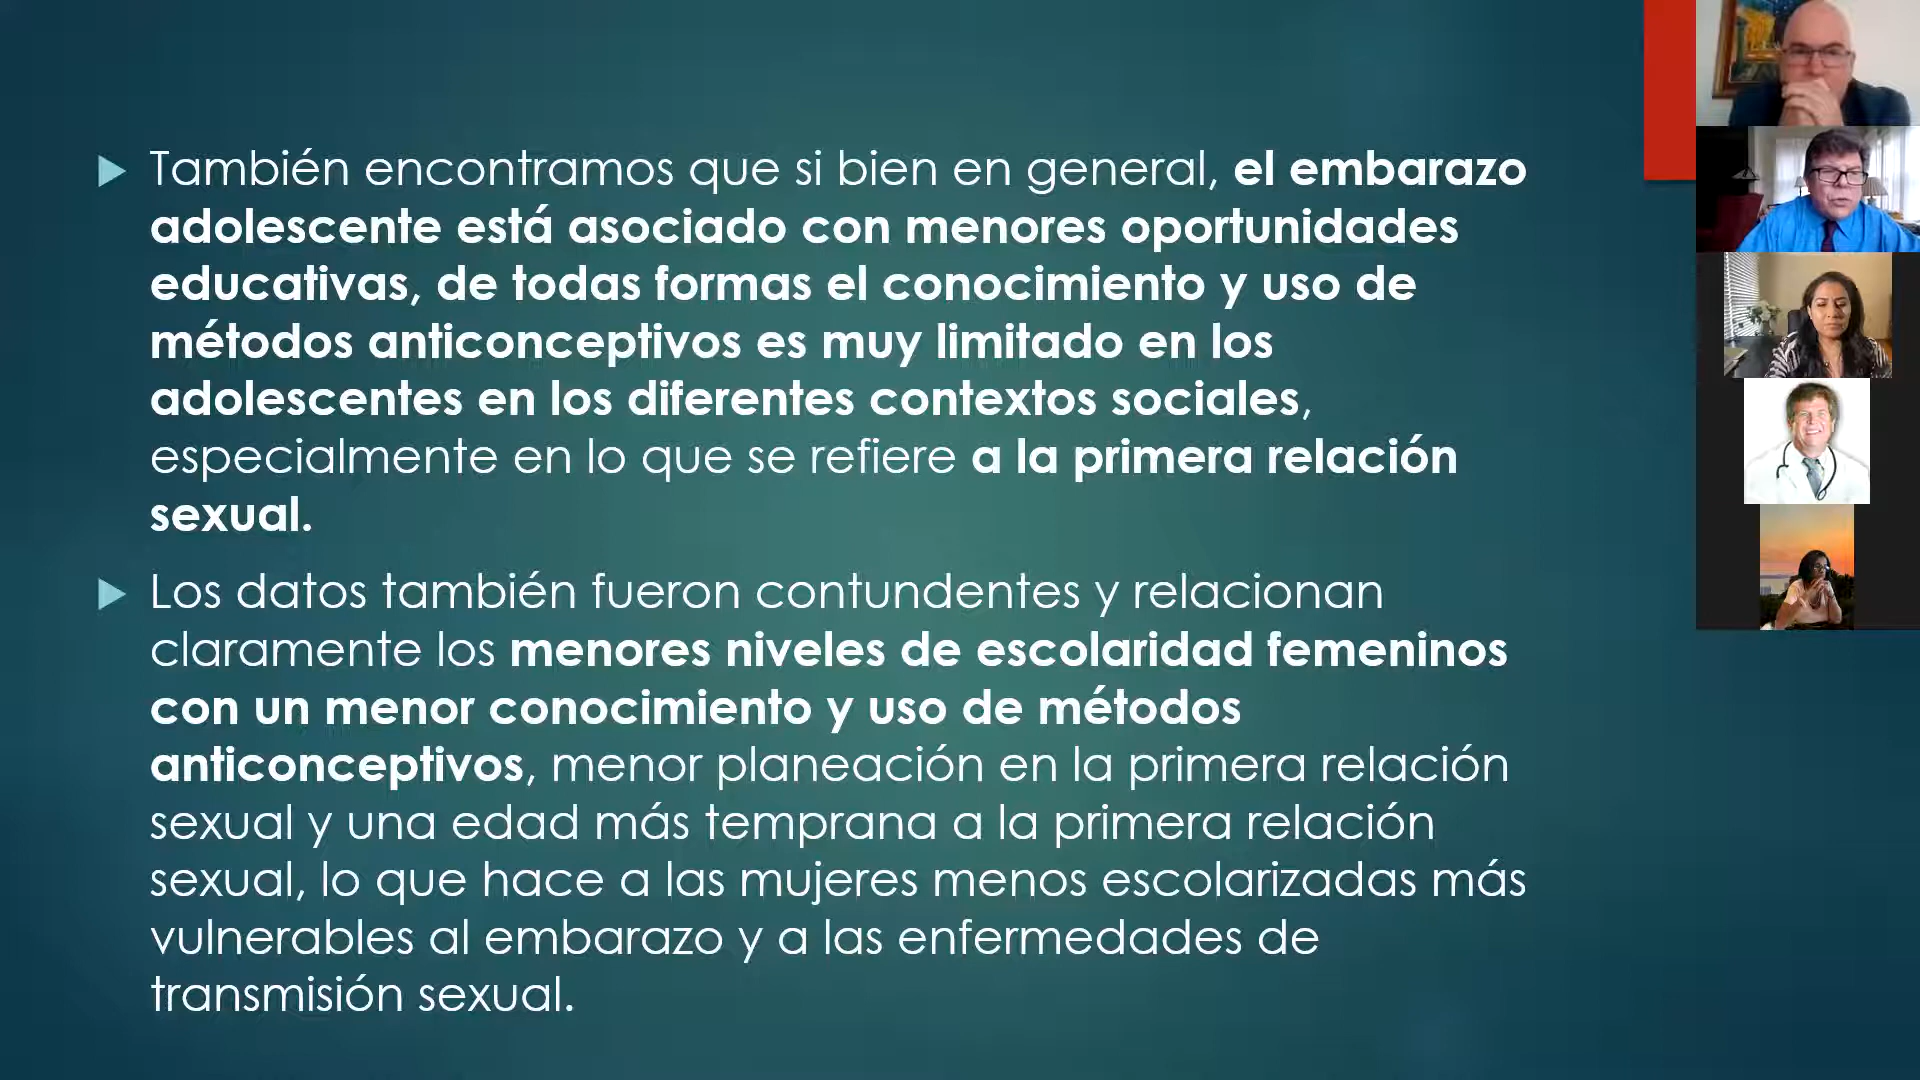 También encontramos que si bien en general, el embarazo
adolescente está asociado con menores oportunidades
educativas, de todas formas el conocimiento y uso de
métodos anticonceptivos es muy limitado en los
adolescentes en los diferentes contextos sociales,
especialmente en lo que se refiere a la primera relación
sexual.
Los datos también fueron contundentes y relacionan
claramente los menores niveles de escolaridad femeninos
con un menor conocimiento y uso de métodos
anticonceptivos, menor planeación en la primera relación
sexual y una edad más temprana a la primera relación
sexual, lo que hace a las mujeres menos escolarizadas más
vulnerables al embarazo y a las enfermedades de
transmisión sexual.